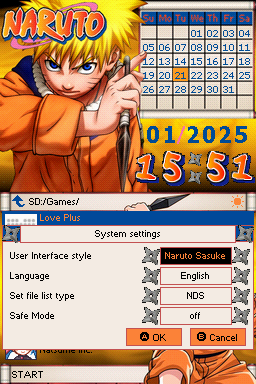 NARUTO
Su Mo Tu We Th Fr Sa
01 02 03 04
05 06 07 08 09 10 11
12 13 14 15 16 17 18
19 20 21 22 23 24 25
26 27 28 29 30 31
01/2025
15 51
SD:/Games/
Love Plus
System settings
User Interface style Naruto Sasuke
Language English
Set file list type NDS
Safe Mode off
A OK B Cancel
Natsume Inc.
START